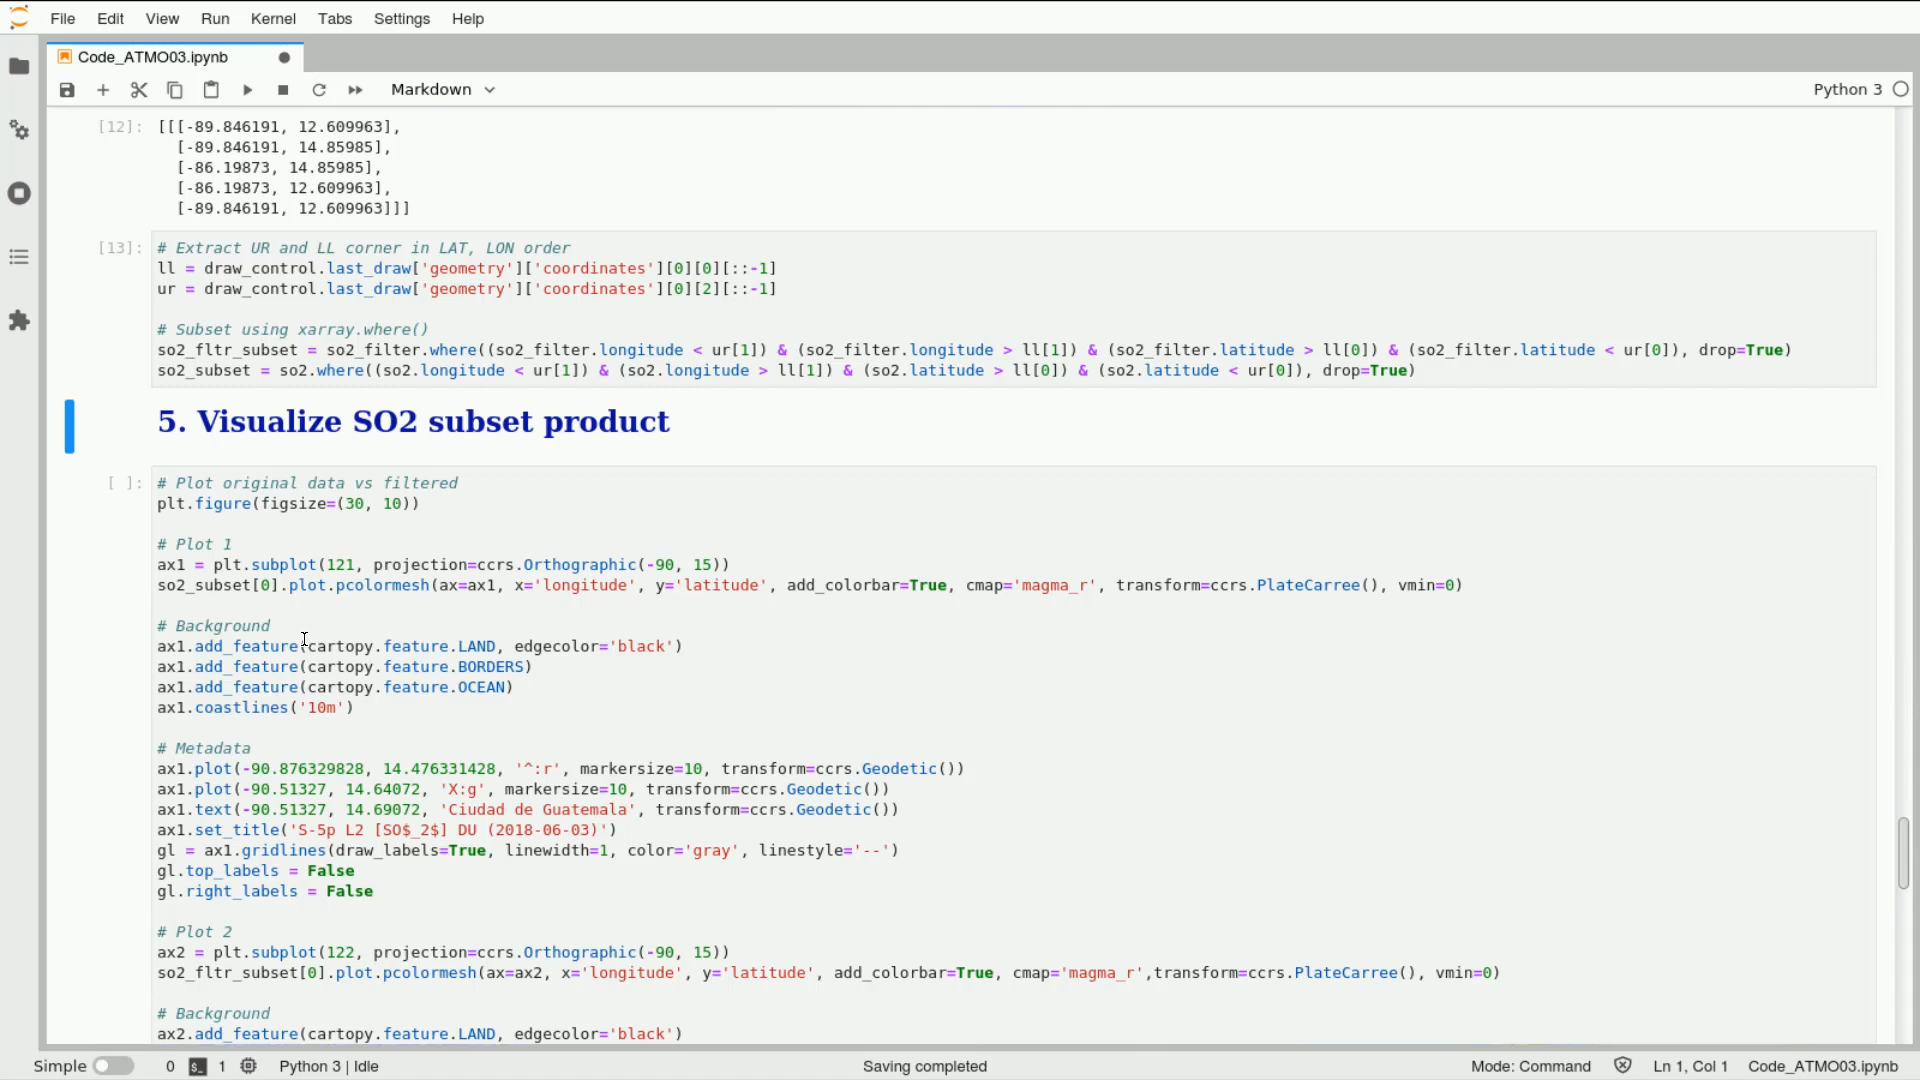 File Edit View Run Kernel Tabs Settings Help
Code_ATMO03.ipynb
Markdown
Python 3
[12]: [[[-89.846191, 12.609963],
[-89.846191, 14.85985],
[-86.19873, 14.85985],
[-86.19873, 12.609963],
[-89.846191, 12.609963]]]
[13]: # Extract UR and LL corner in LAT, LON order
ll = draw_control.last_draw['geometry']['coordinates'][0][0][::-1]
ur = draw_control.last_draw['geometry']['coordinates'][0][2][::-1]
# Subset using xarray.where()
so2_fltr_subset = so2_filter.where((so2_filter.longitude < ur[1]) & (so2_filter.longitude > ll[1]) & (so2_filter.latitude > ll[0]) & (so2_filter.latitude < ur[0]), drop=True)
so2_subset = so2.where((so2.longitude < ur[1]) & (so2.longitude > ll[1]) & (so2.latitude > ll[0]) & (so2.latitude < ur[0]), drop=True)
5. Visualize SO2 subset product
[ ]: # Plot original data vs filtered
plt.figure(figsize=(30, 10))
# Plot 1
ax1 = plt.subplot(121, projection=ccrs.Orthographic(-90, 15))
so2_subset[0].plot.pcolormesh(ax=ax1, x='longitude', y='latitude', add_colorbar=True, cmap='magma_r', transform=ccrs.PlateCarree(), vmin=0)
# Background
ax1.add_feature(cartopy.feature.LAND, edgecolor='black')
ax1.add_feature(cartopy.feature.BORDERS)
ax1.add_feature(cartopy.feature.OCEAN)
ax1.coastlines('10m')
# Metadata
ax1.plot(-90.876329828, 14.476331428, '^:r', markersize=10, transform=ccrs.Geodetic())
ax1.plot(-90.51327, 14.64072, 'X:g', markersize=10, transform=ccrs.Geodetic())
ax1.text(-90.51327, 14.69072, 'Ciudad de Guatemala', transform=ccrs.Geodetic())
ax1.set_title('S-5p L2 [SO$_2$] DU (2018-06-03)')
gl = ax1.gridlines(draw_labels=True, linewidth=1, color='gray', linestyle='--')
gl.top_labels = False
gl.right_labels = False
# Plot 2
ax2 = plt.subplot(122, projection=ccrs.Orthographic(-90, 15))
so2_fltr_subset[0].plot.pcolormesh(ax=ax2, x='longitude', y='latitude', add_colorbar=True, cmap='magma_r',transform=ccrs.PlateCarree(), vmin=0)
# Background
ax2.add_feature(cartopy.feature.LAND, edgecolor='black')
Simple 0 $_ 1 Python 3 | Idle Saving completed Mode: Command Ln 1, Col 1 Code_ATMO03.ipynb